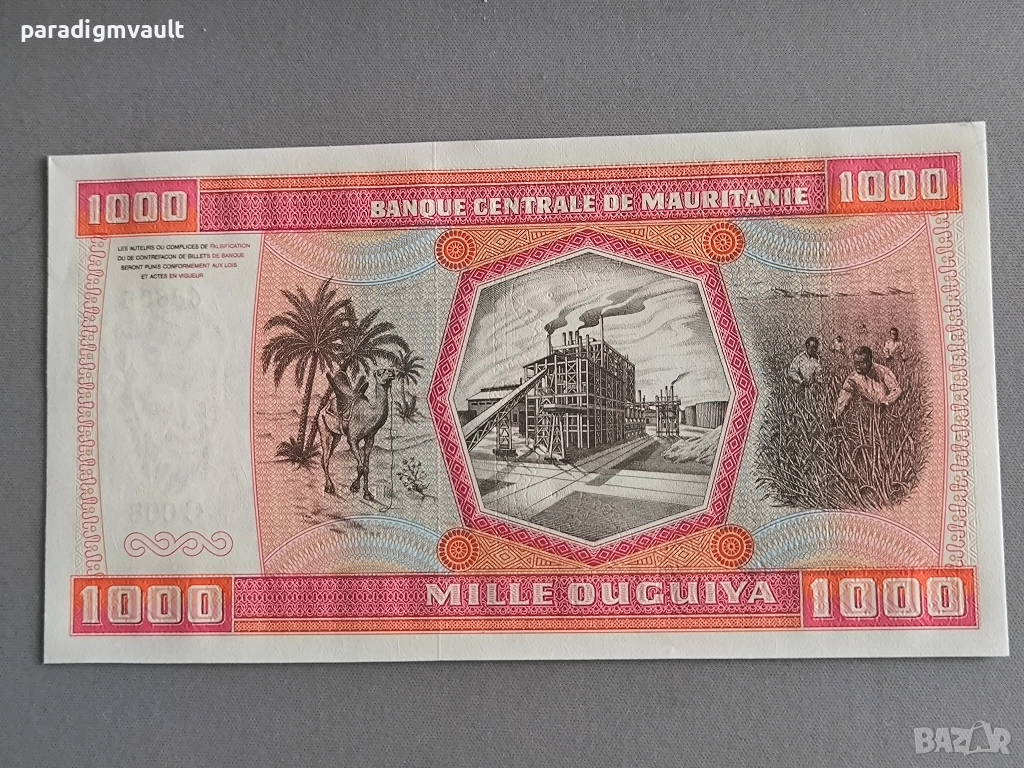 paradigmvault
1000
BANQUE CENTRALE DE MAURITANIE
1000
LES AUTEURS OU COMPLICES DE FALSIFICATION
OU DE CONTREFACON DE BILLETS DE BANQUE
SERONT PUNIS CONFORMEMENT AUX LOIS
ET ACTES EN VIGUEUR
1000
MILLE OUGUIYA
1000
BAZAR